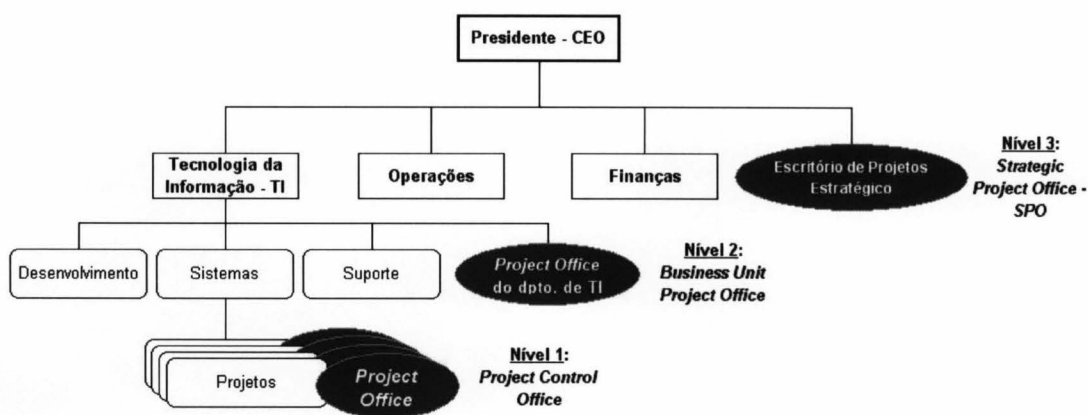 Presidente - CEO
Tecnologia da
Informação - TI
Operações
Finanças
Escritório de Projetos
Estratégico
Nível 3:
Strategic
Project Office -
SPO
Desenvolvimento
Sistemas
Suporte
Project Office
do dpto. de TI
Nível 2:
Business Unit
Project Office
Projetos
Project
Office
Nível 1:
Project Control
Office